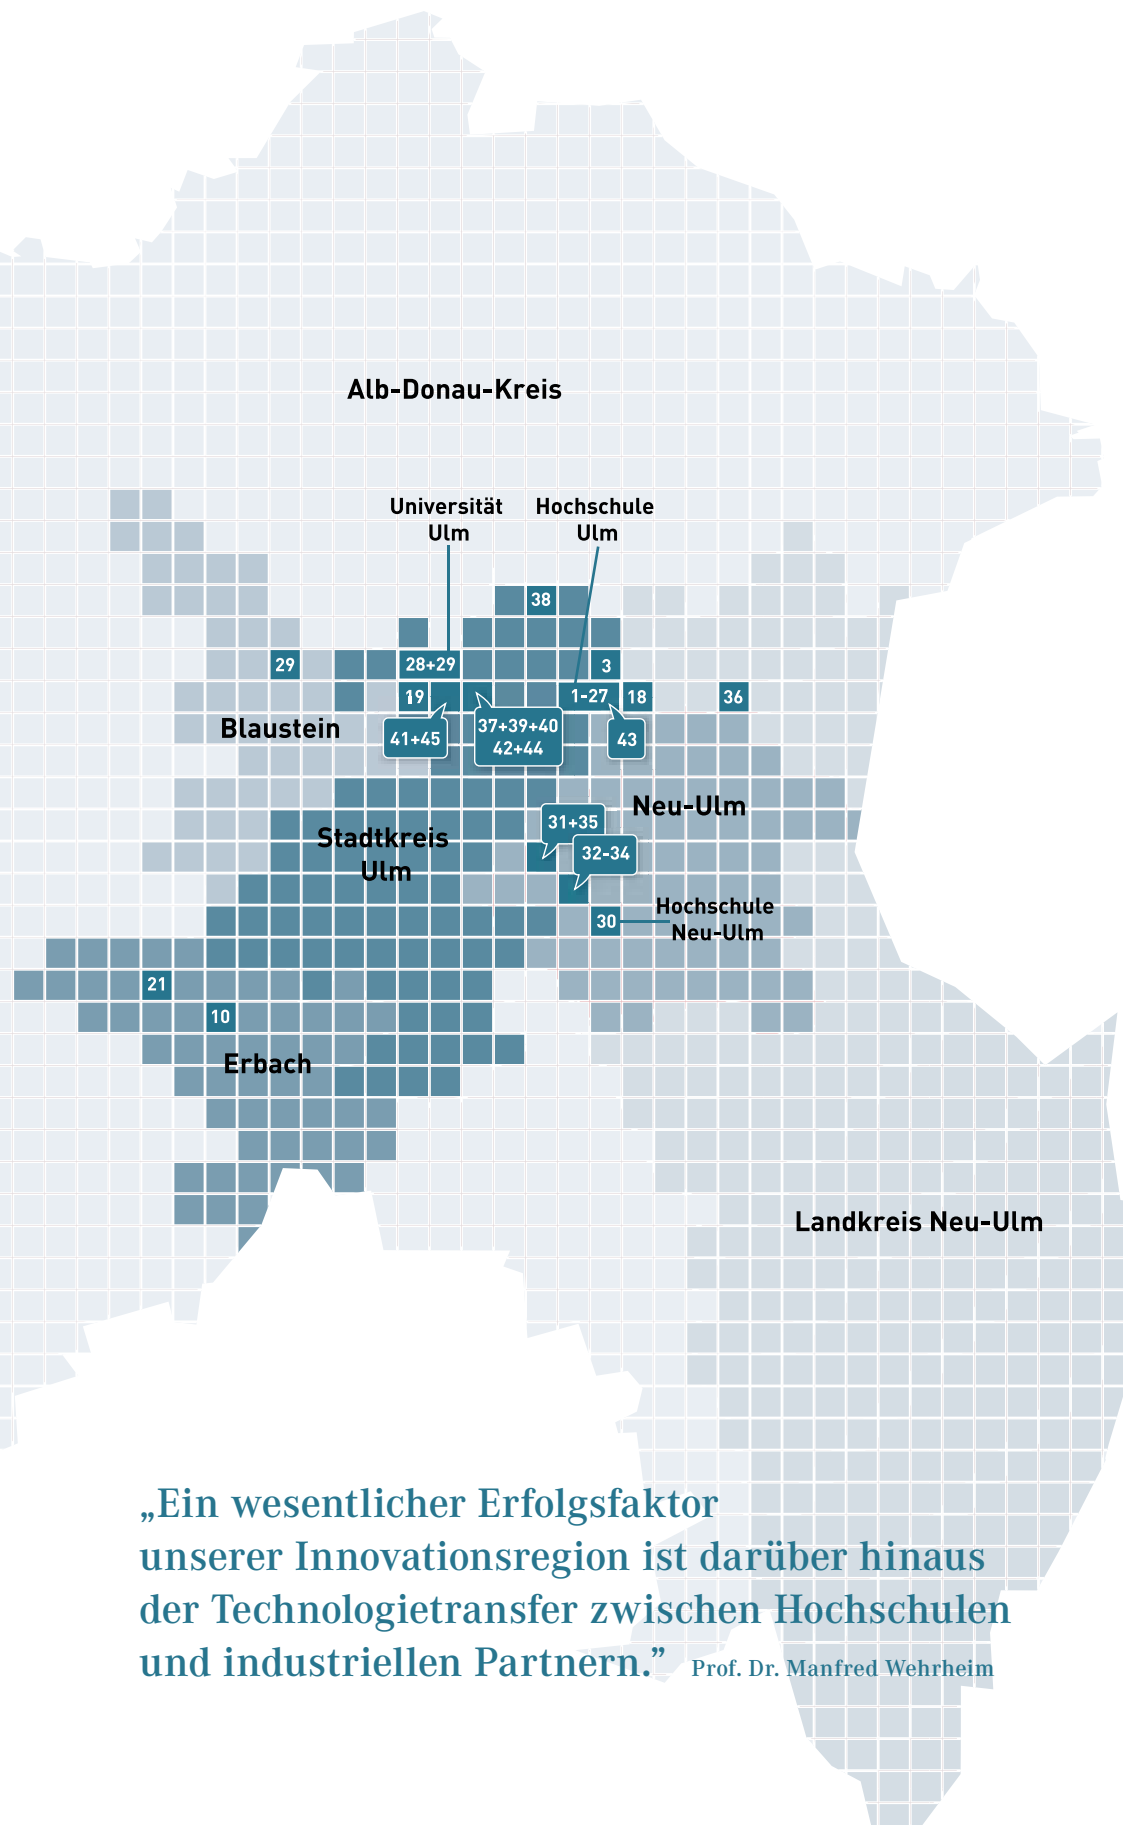 Alb-Donau-Kreis
Universität
Ulm
Hochschule
Ulm
38
29
28+29
3
19
1-27
18
36
Blaustein
41+45
37+39+40
42+44
43
Neu-Ulm
31+35
Stadtkreis
Ulm
32-34
Hochschule
Neu-Ulm
30
21
10
Erbach
Landkreis Neu-Ulm
„Ein wesentlicher Erfolgsfaktor
unserer Innovationsregion ist darüber hinaus
der Technologietransfer zwischen Hochschulen
und industriellen Partnern.” Prof. Dr. Manfred Wehrheim